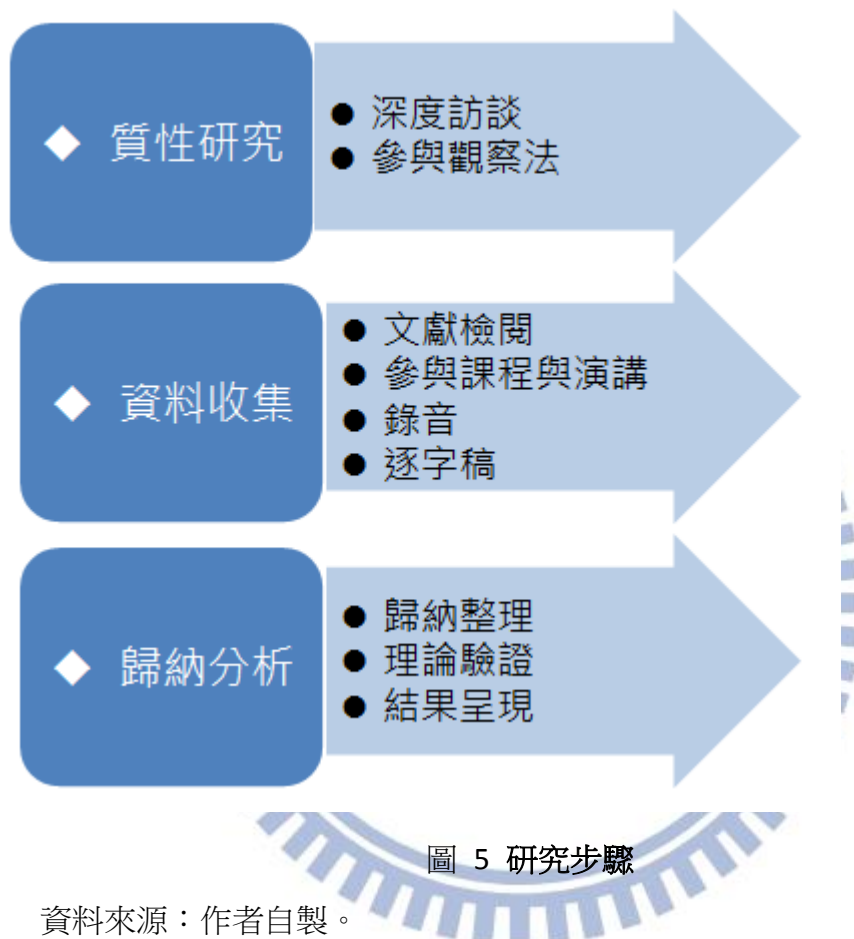 ◆ 質性研究
● 深度訪談
● 參與觀察法
◆ 資料收集
● 文獻檢閱
● 參與課程與演講
● 錄音
● 逐字稿
◆ 歸納分析
● 歸納整理
● 理論驗證
● 結果呈現
圖 5 研究步驟
資料來源：作者自製。